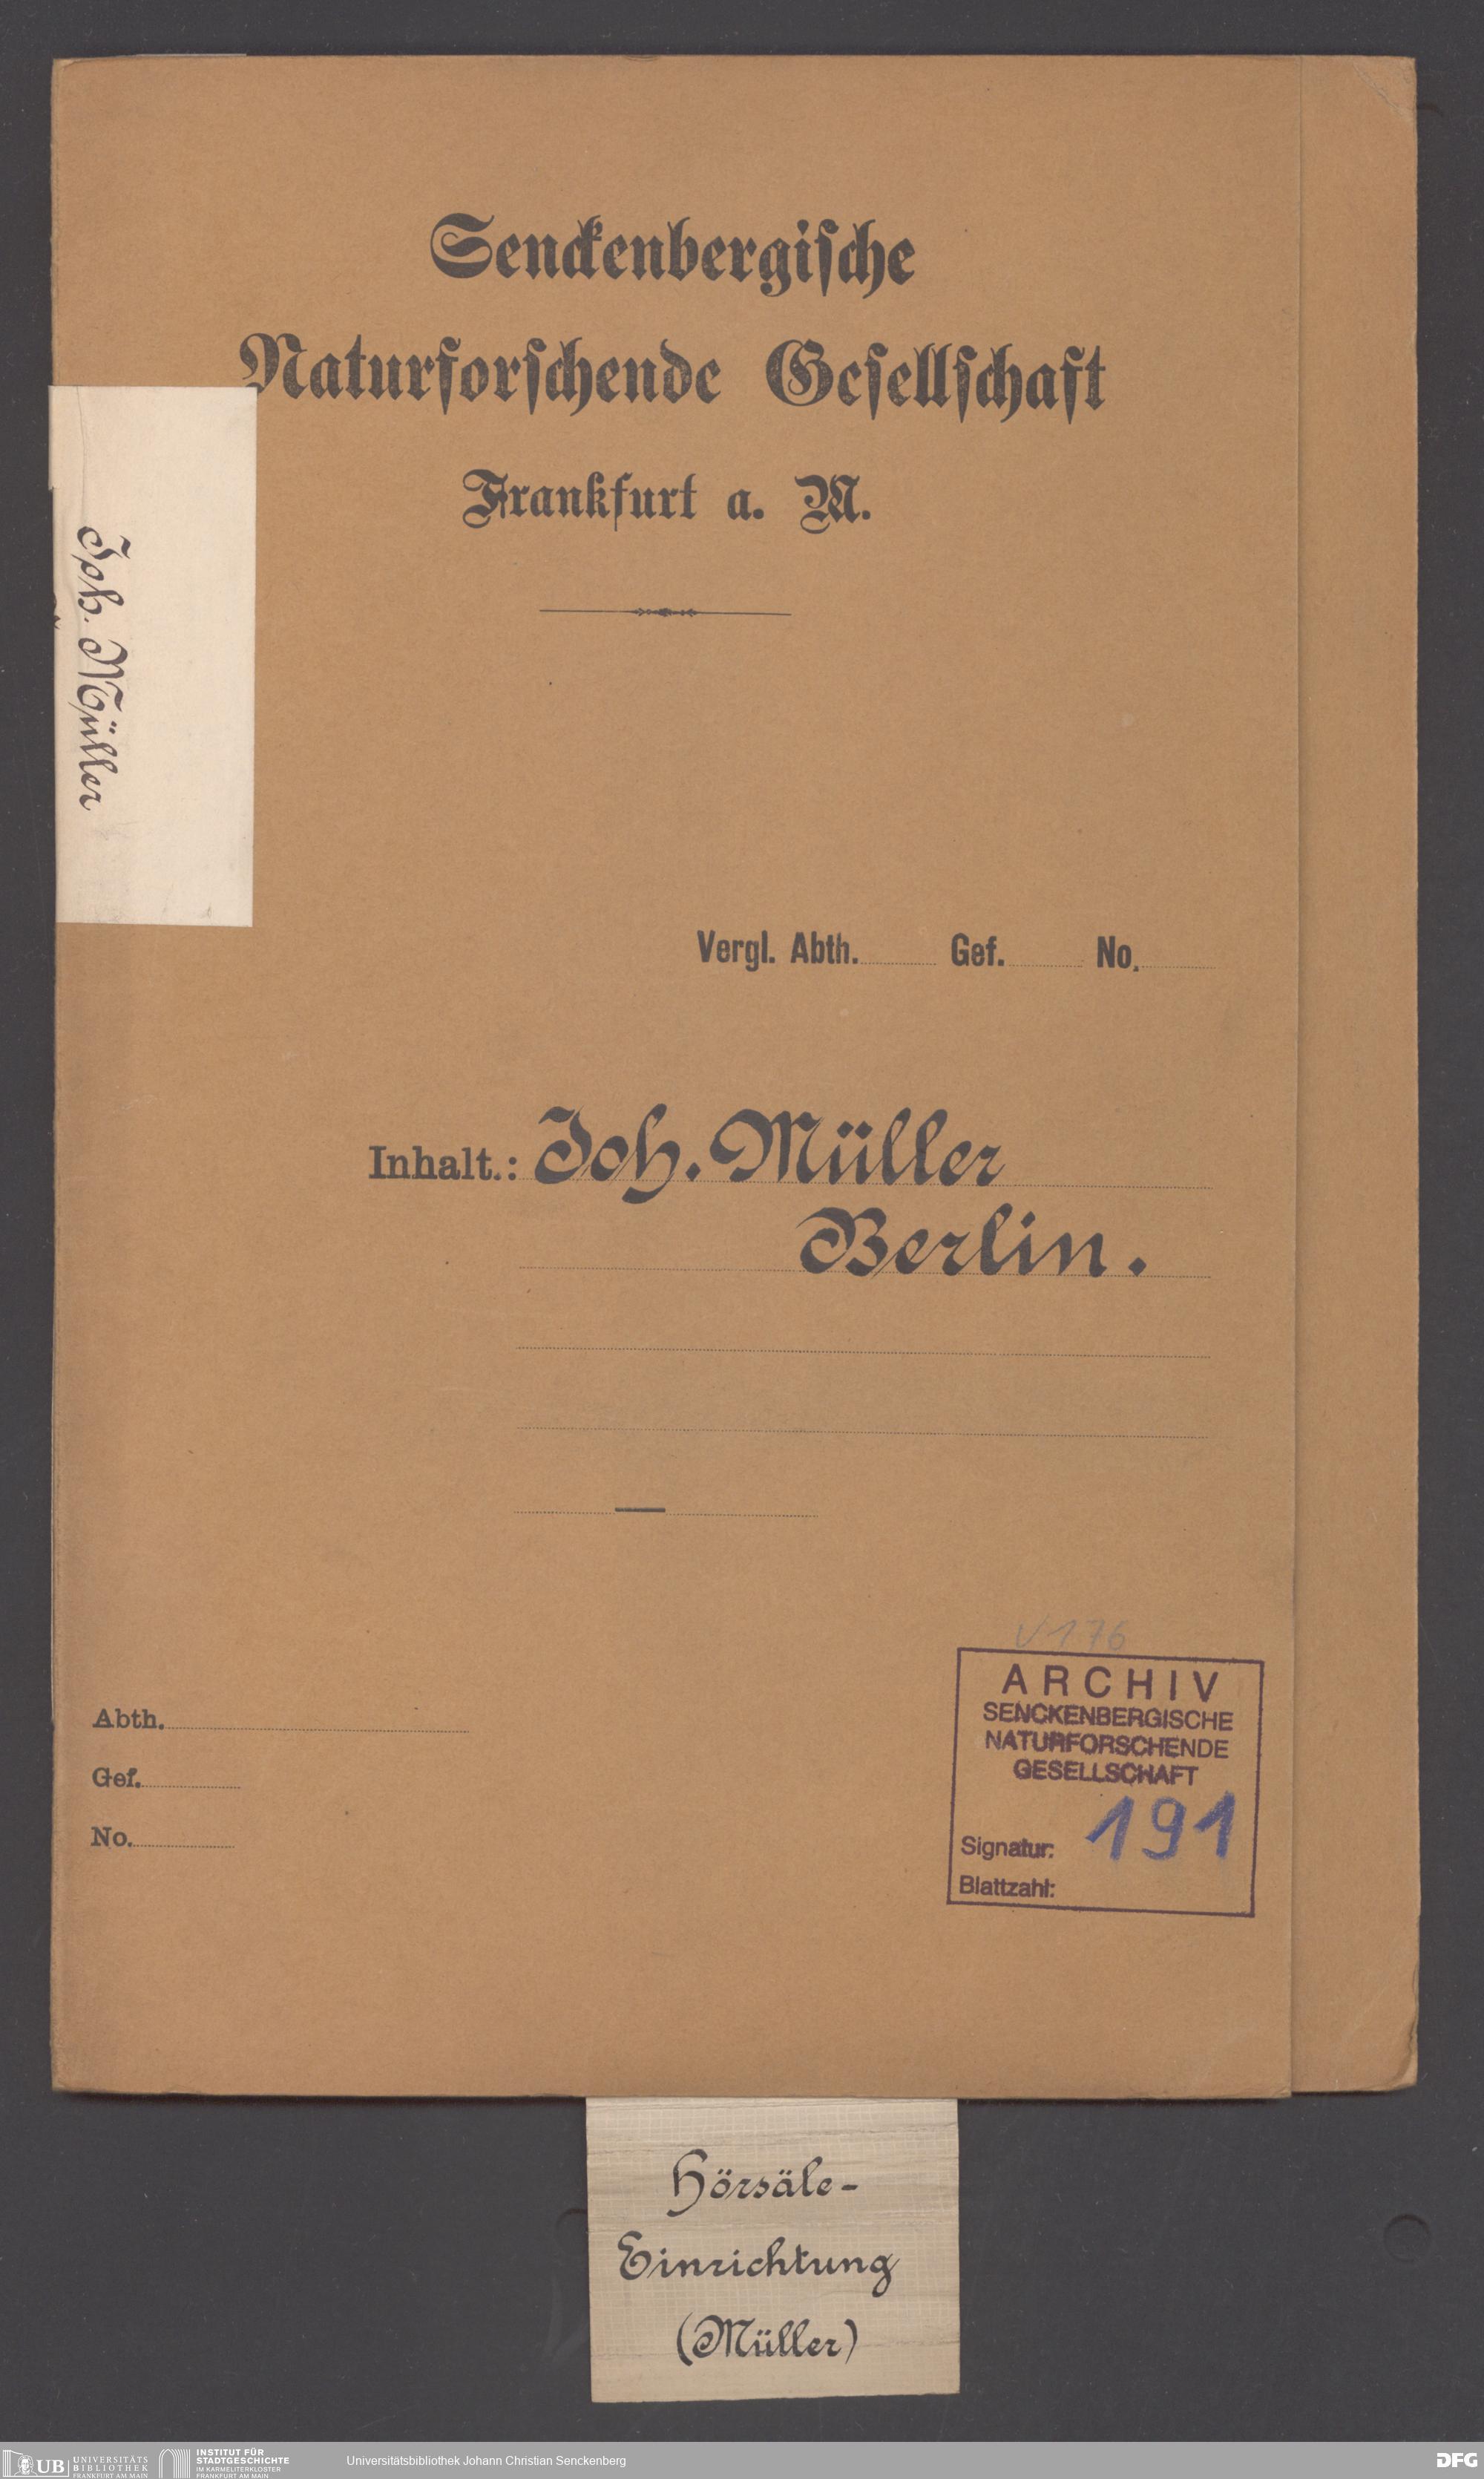 Senckenbergische
Naturforschende Gesellschaft
Frankfurt a. M.
Joh. Müller
Vergl. Abth. Gef. No.
Inhalt.: Joh. Müller
Berlin.
—
V 176
ARCHIV
SENCKENBERGISCHE
NATURFORSCHENDE
GESELLSCHAFT
Signatur: 191
Blattzahl:
Abth.
Gef.
No.
Hörsäle-
Einrichtung
(Müller)
UB UNIVERSITÄTS
BIBLIOTHEK
FRANKFURT AM MAIN
INSTITUT FÜR
STADTGESCHICHTE
IM KARMELITERKLOSTER
FRANKFURT AM MAIN
Universitätsbibliothek Johann Christian Senckenberg
DFG